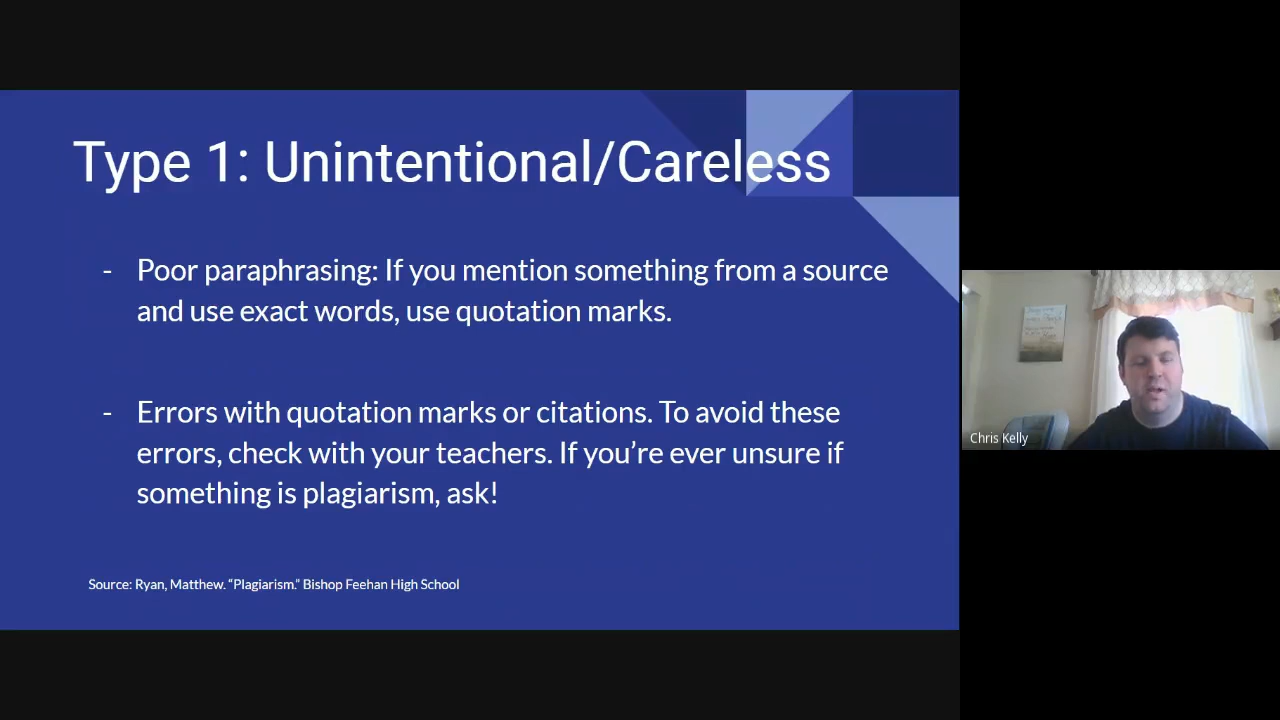 Type 1: Unintentional/Careless
- Poor paraphrasing: If you mention something from a source
and use exact words, use quotation marks.
- Errors with quotation marks or citations. To avoid these
errors, check with your teachers. If you’re ever unsure if
something is plagiarism, ask!
Source: Ryan, Matthew. “Plagiarism.” Bishop Feehan High School
Chris Kelly